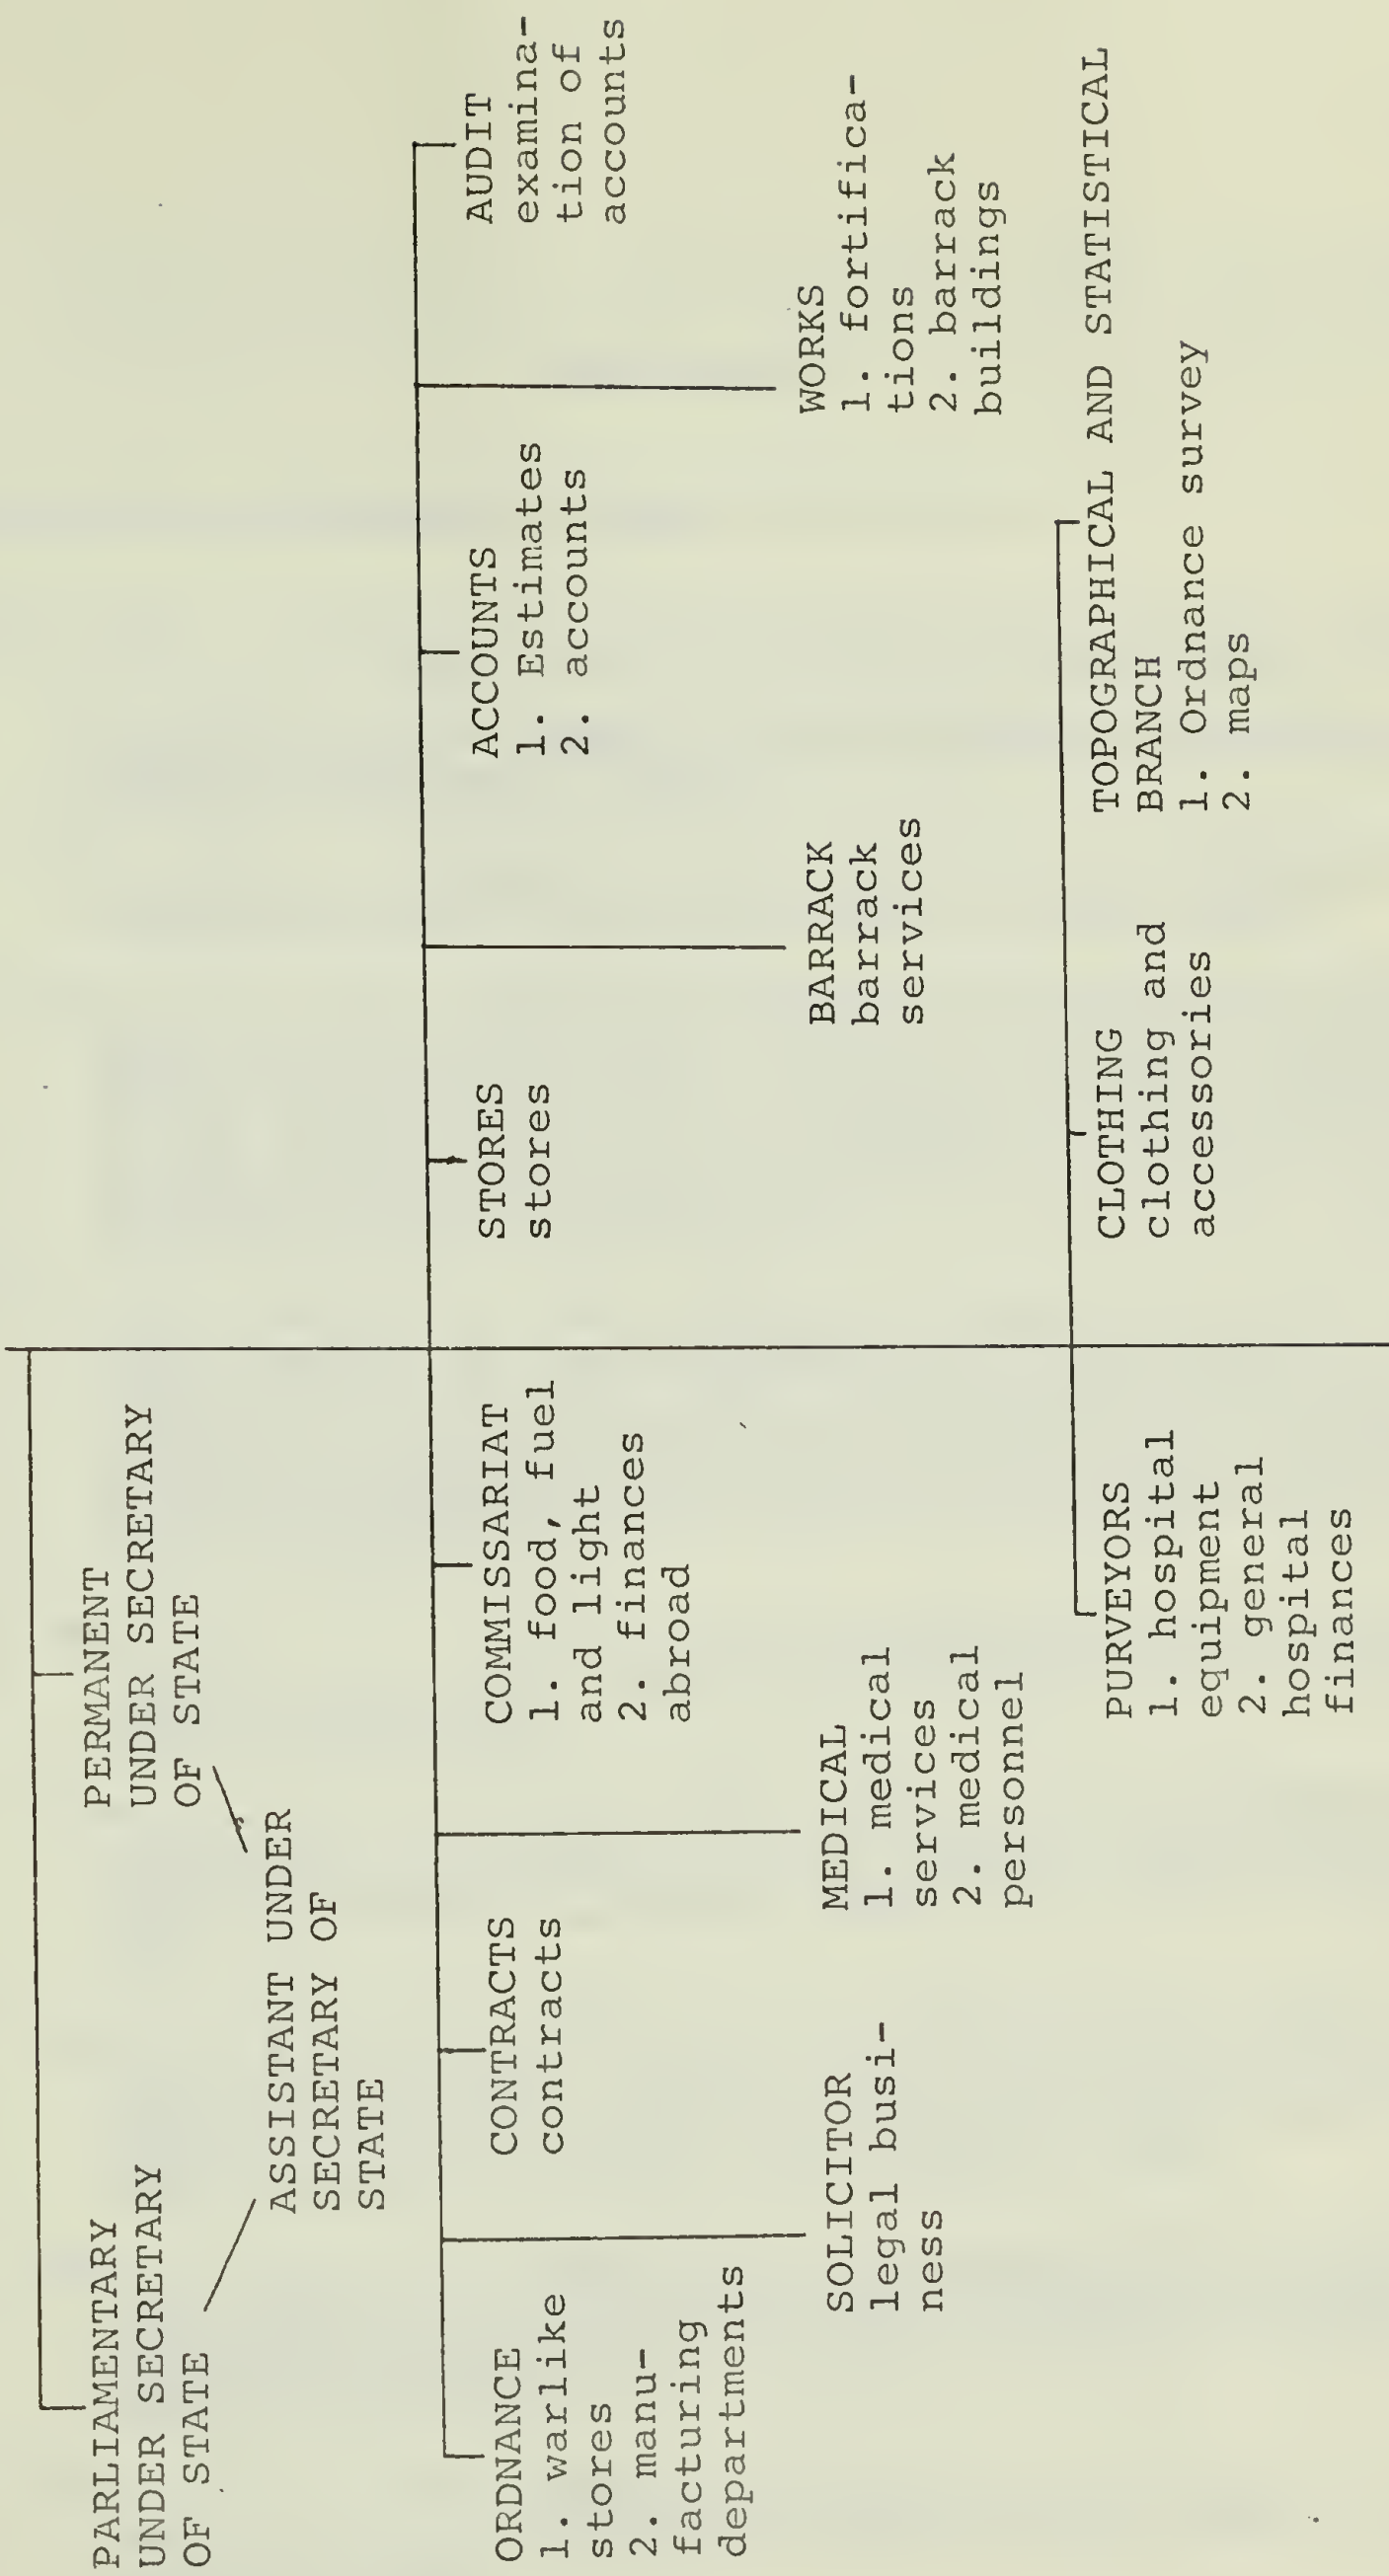 PARLIAMENTARY
UNDER SECRETARY
OF STATE
PERMANENT
UNDER SECRETARY
OF STATE
ASSISTANT UNDER
SECRETARY OF
STATE
ORDNANCE
1. warlike
stores
2. manu-
facturing
departments
CONTRACTS
contracts
COMMISSARIAT
1. food, fuel
and light
2. finances
abroad
STORES
stores
ACCOUNTS
1. Estimates
2. accounts
AUDIT
examina-
tion of
accounts
SOLICITOR
legal busi-
ness
MEDICAL
1. medical
services
2. medical
personnel
BARRACK
barrack
services
WORKS
1. fortifica-
tions
2. barrack
buildings
PURVEYORS
1. hospital
equipment
2. general
hospital
finances
CLOTHING
clothing and
accessories
TOPOGRAPHICAL AND STATISTICAL
BRANCH
1. Ordnance survey
2. maps